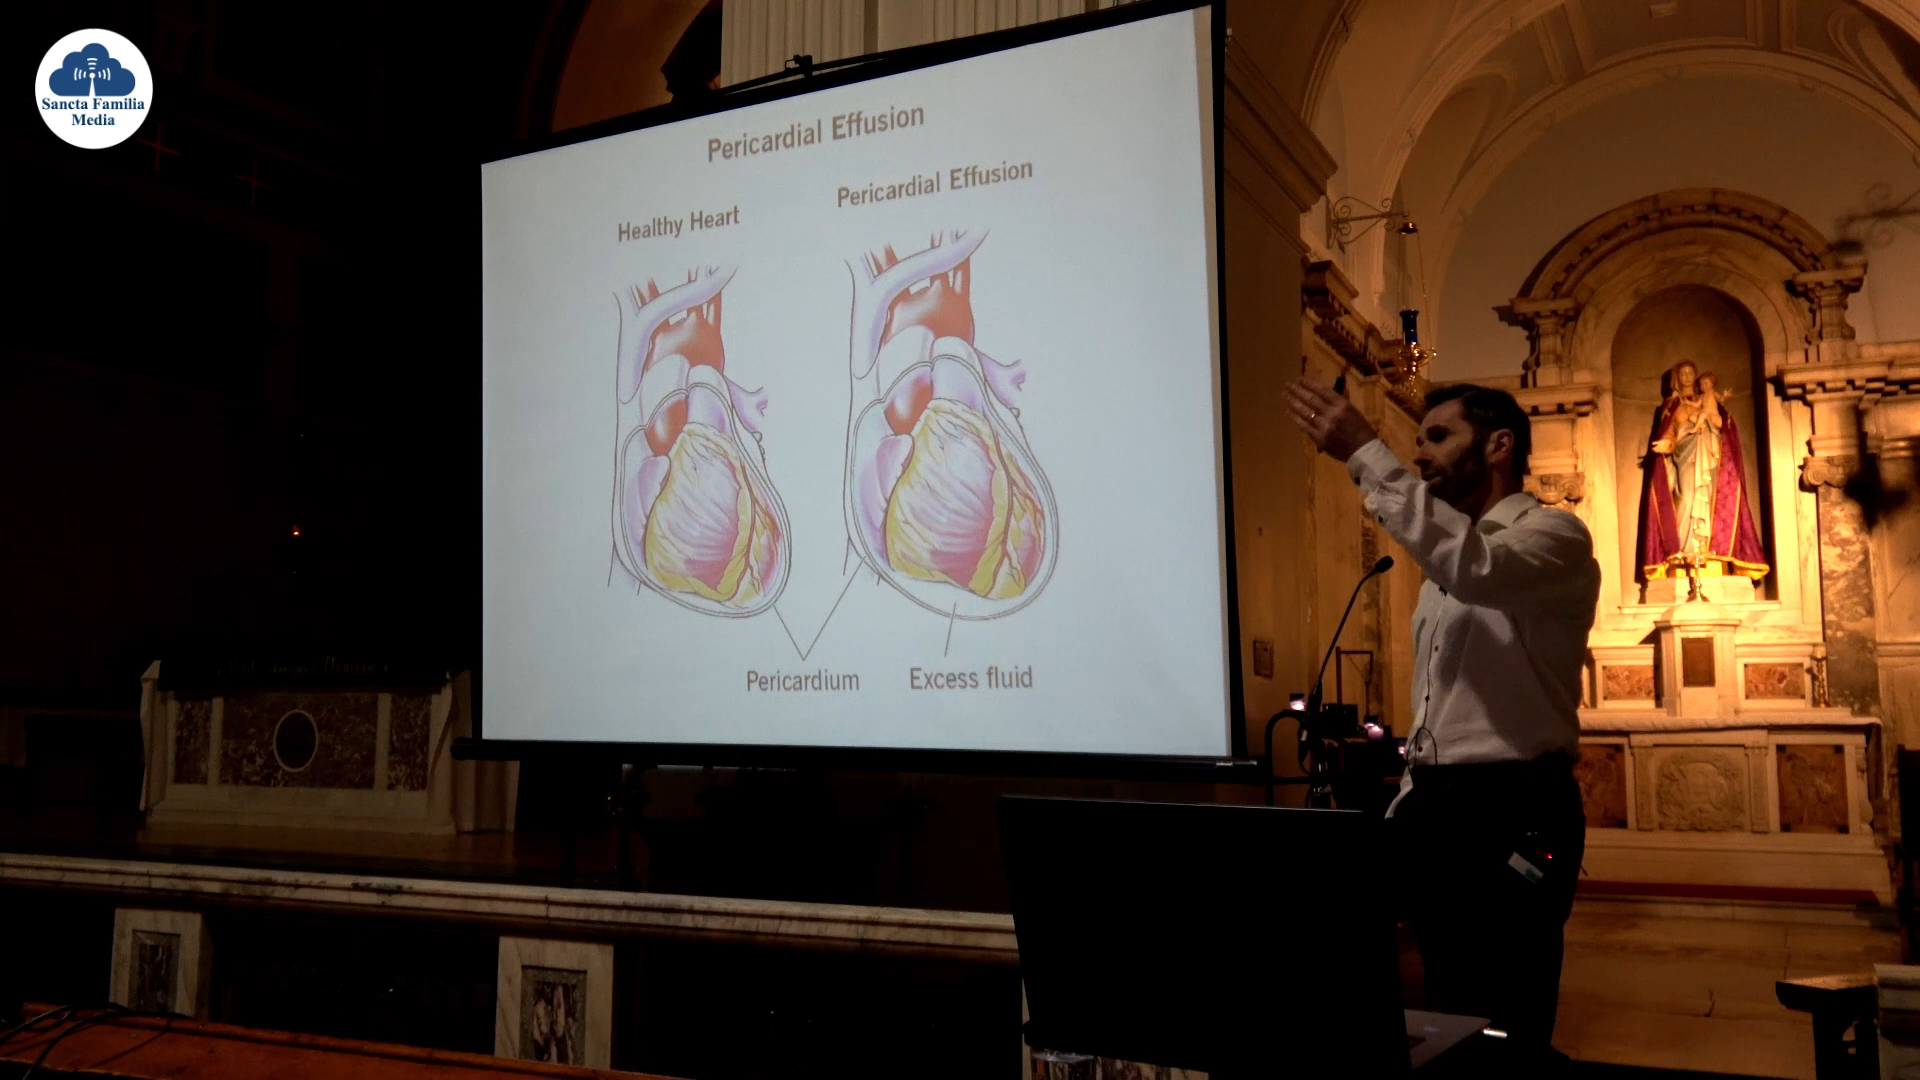 Sancta Familia
Media
Pericardial Effusion
Healthy Heart
Pericardial Effusion
Pericardium
Excess fluid